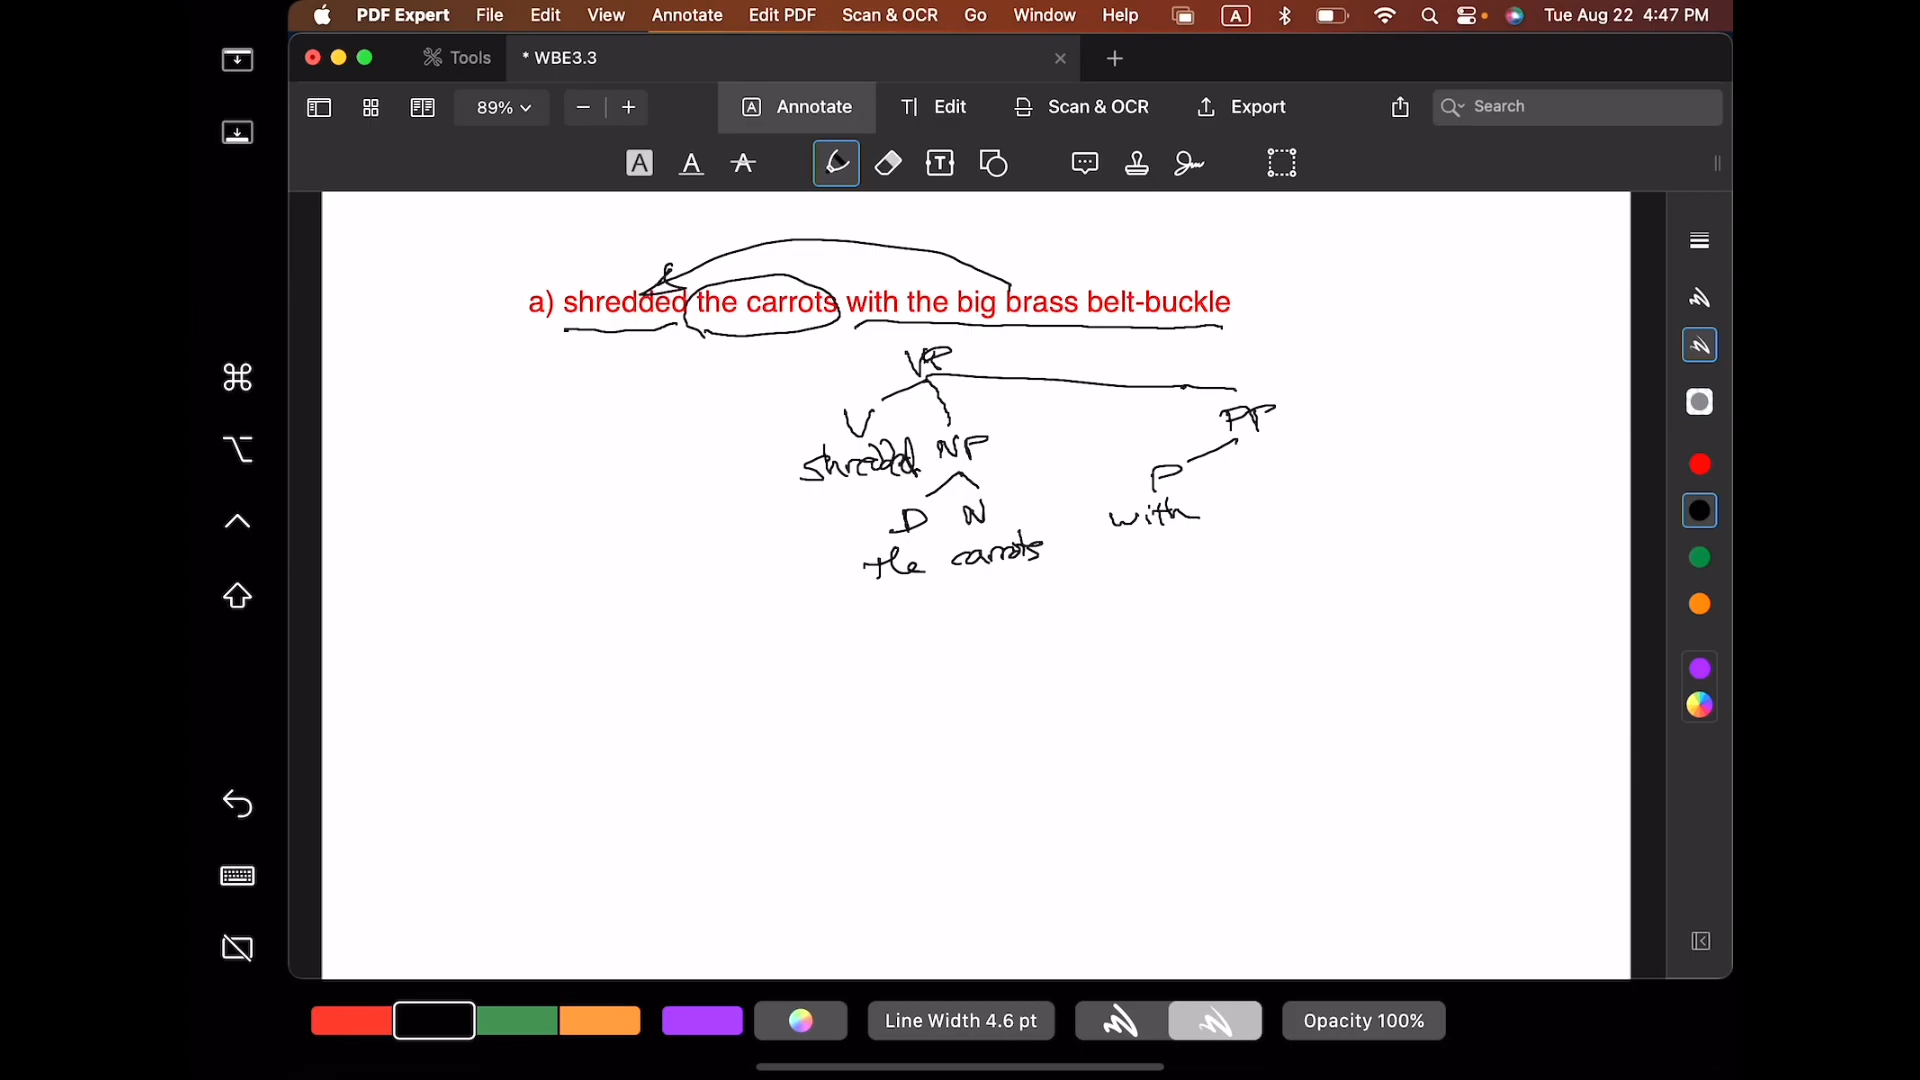 PDF Expert File Edit View Annotate Edit PDF Scan & OCR Go Window Help A Tue Aug 22 4:47 PM
Tools * WBE3.3
89% Annotate Edit Scan & OCR Export Search
A A A T
a) shredded the carrots with the big brass belt-buckle
VP
V PP
shredded NP P
D N with
the carrots
Line Width 4.6 pt Opacity 100%